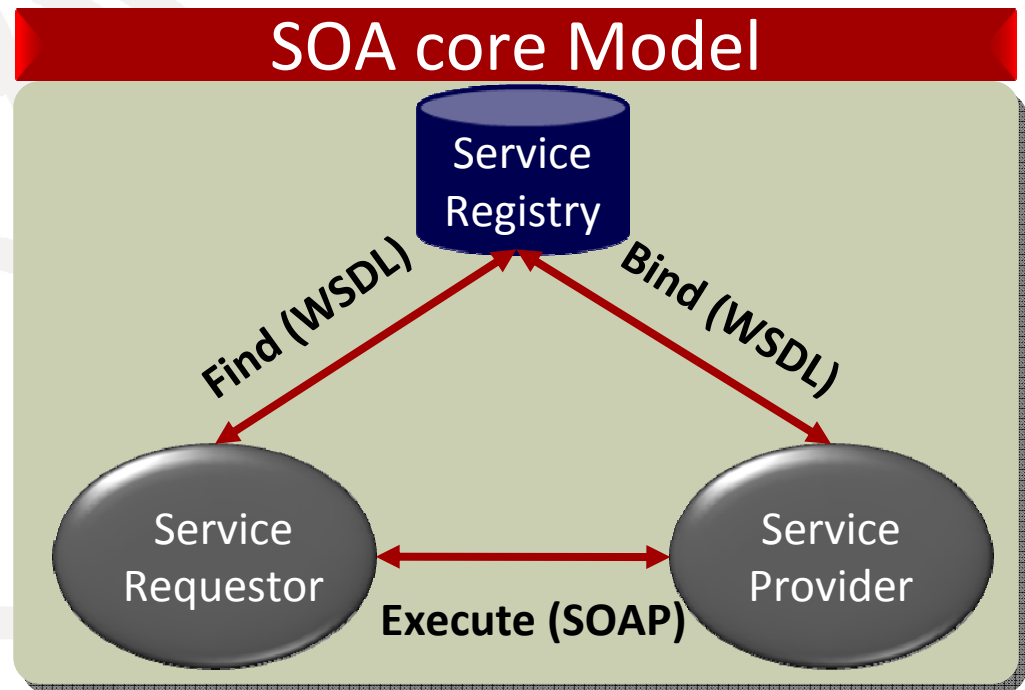 SOA core Model
Service
Registry
Find (WSDL)
Bind (WSDL)
Service
Requestor
Service
Provider
Execute (SOAP)